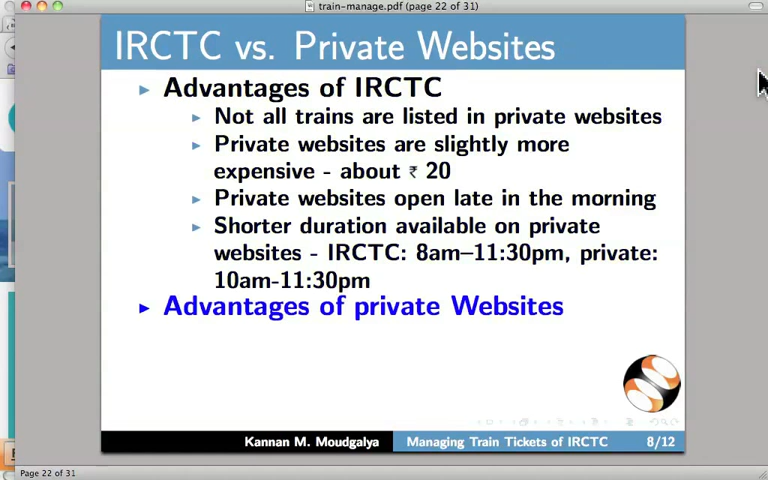 train-manage.pdf (page 22 of 31)
IRCTC vs. Private Websites
Advantages of IRCTC
Not all trains are listed in private websites
Private websites are slightly more
expensive - about ₹ 20
Private websites open late in the morning
Shorter duration available on private
websites - IRCTC: 8am–11:30pm, private:
10am-11:30pm
Advantages of private Websites
Kannan M. Moudgalya Managing Train Tickets of IRCTC 8/12
Page 22 of 31